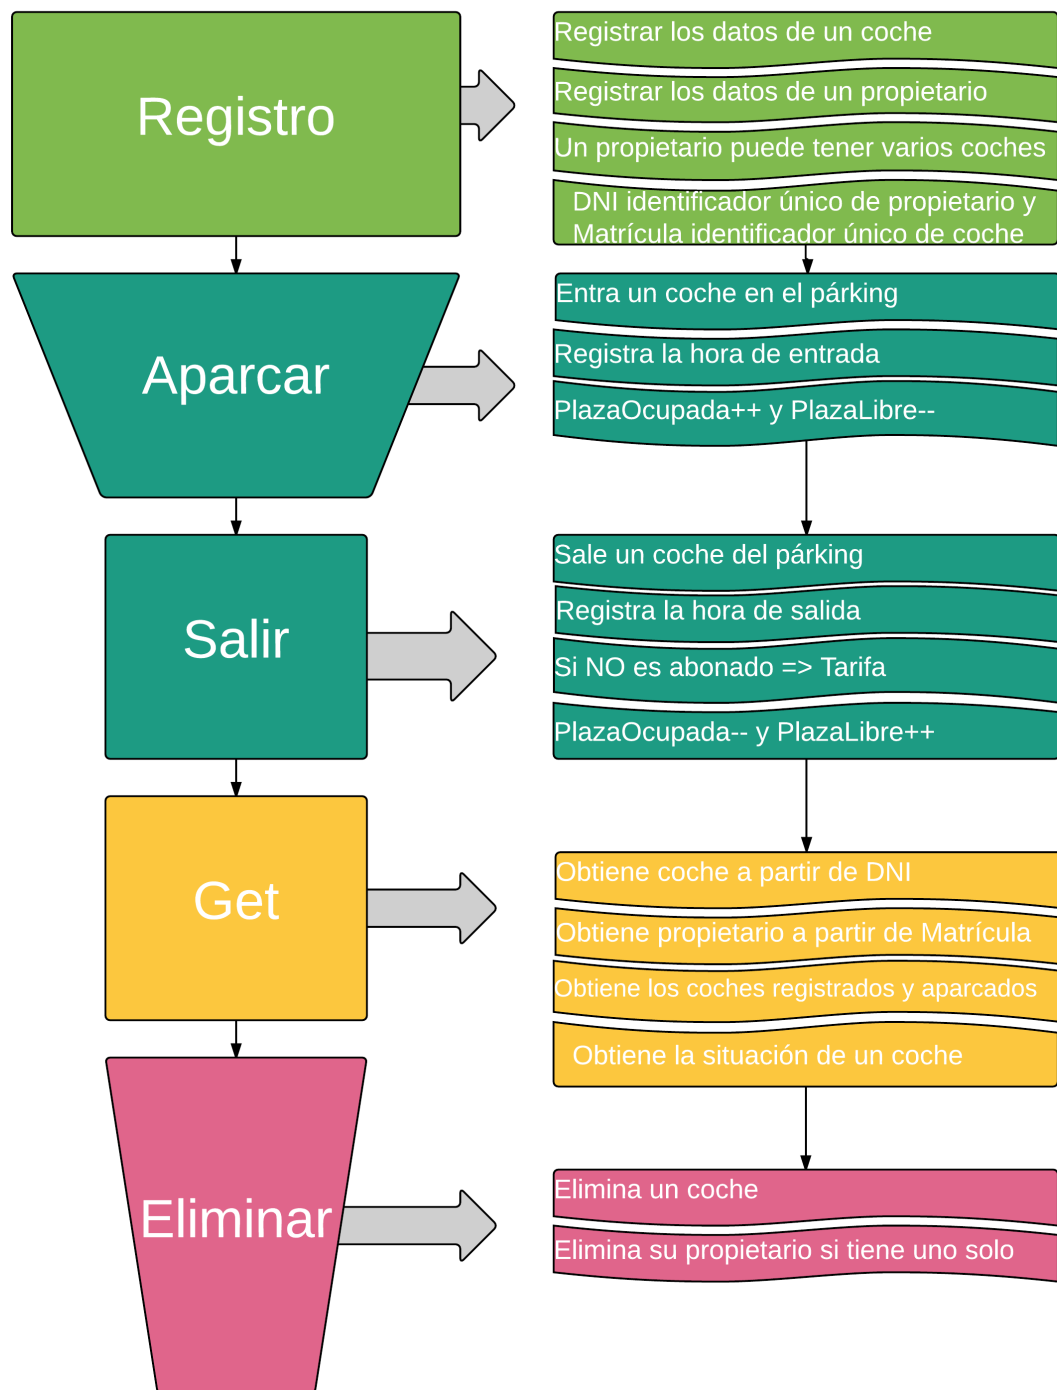 Registro
Registrar los datos de un coche
Registrar los datos de un propietario
Un propietario puede tener varios coches
DNI identificador único de propietario y
Matrícula identificador único de coche
Aparcar
Entra un coche en el párking
Registra la hora de entrada
PlazaOcupada++ y PlazaLibre--
Salir
Sale un coche del párking
Registra la hora de salida
Si NO es abonado => Tarifa
PlazaOcupada-- y PlazaLibre++
Get
Obtiene coche a partir de DNI
Obtiene propietario a partir de Matrícula
Obtiene los coches registrados y aparcados
Obtiene la situación de un coche
Eliminar
Elimina un coche
Elimina su propietario si tiene uno solo